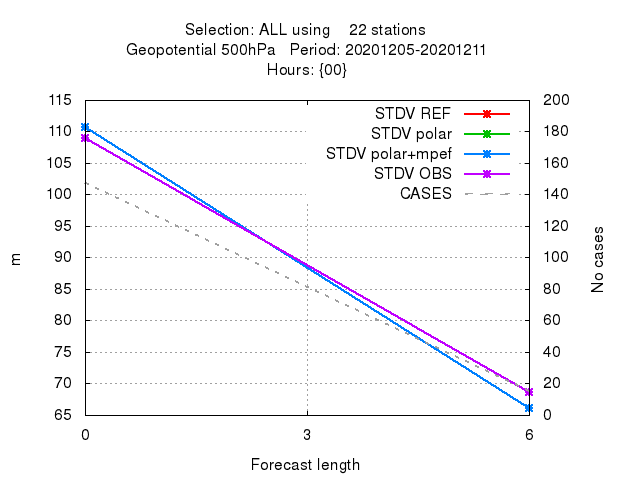 Selection: ALL using    22 stations
Geopotential 500hPa   Period: 20201205-20201211
Hours: {00}
115
110
105
100
95
90
85
80
75
70
65
200
180
160
140
120
100
80
60
40
20
0
STDV REF
STDV polar
STDV polar+mpef
STDV OBS
CASES
m
No cases
0
3
6
Forecast length